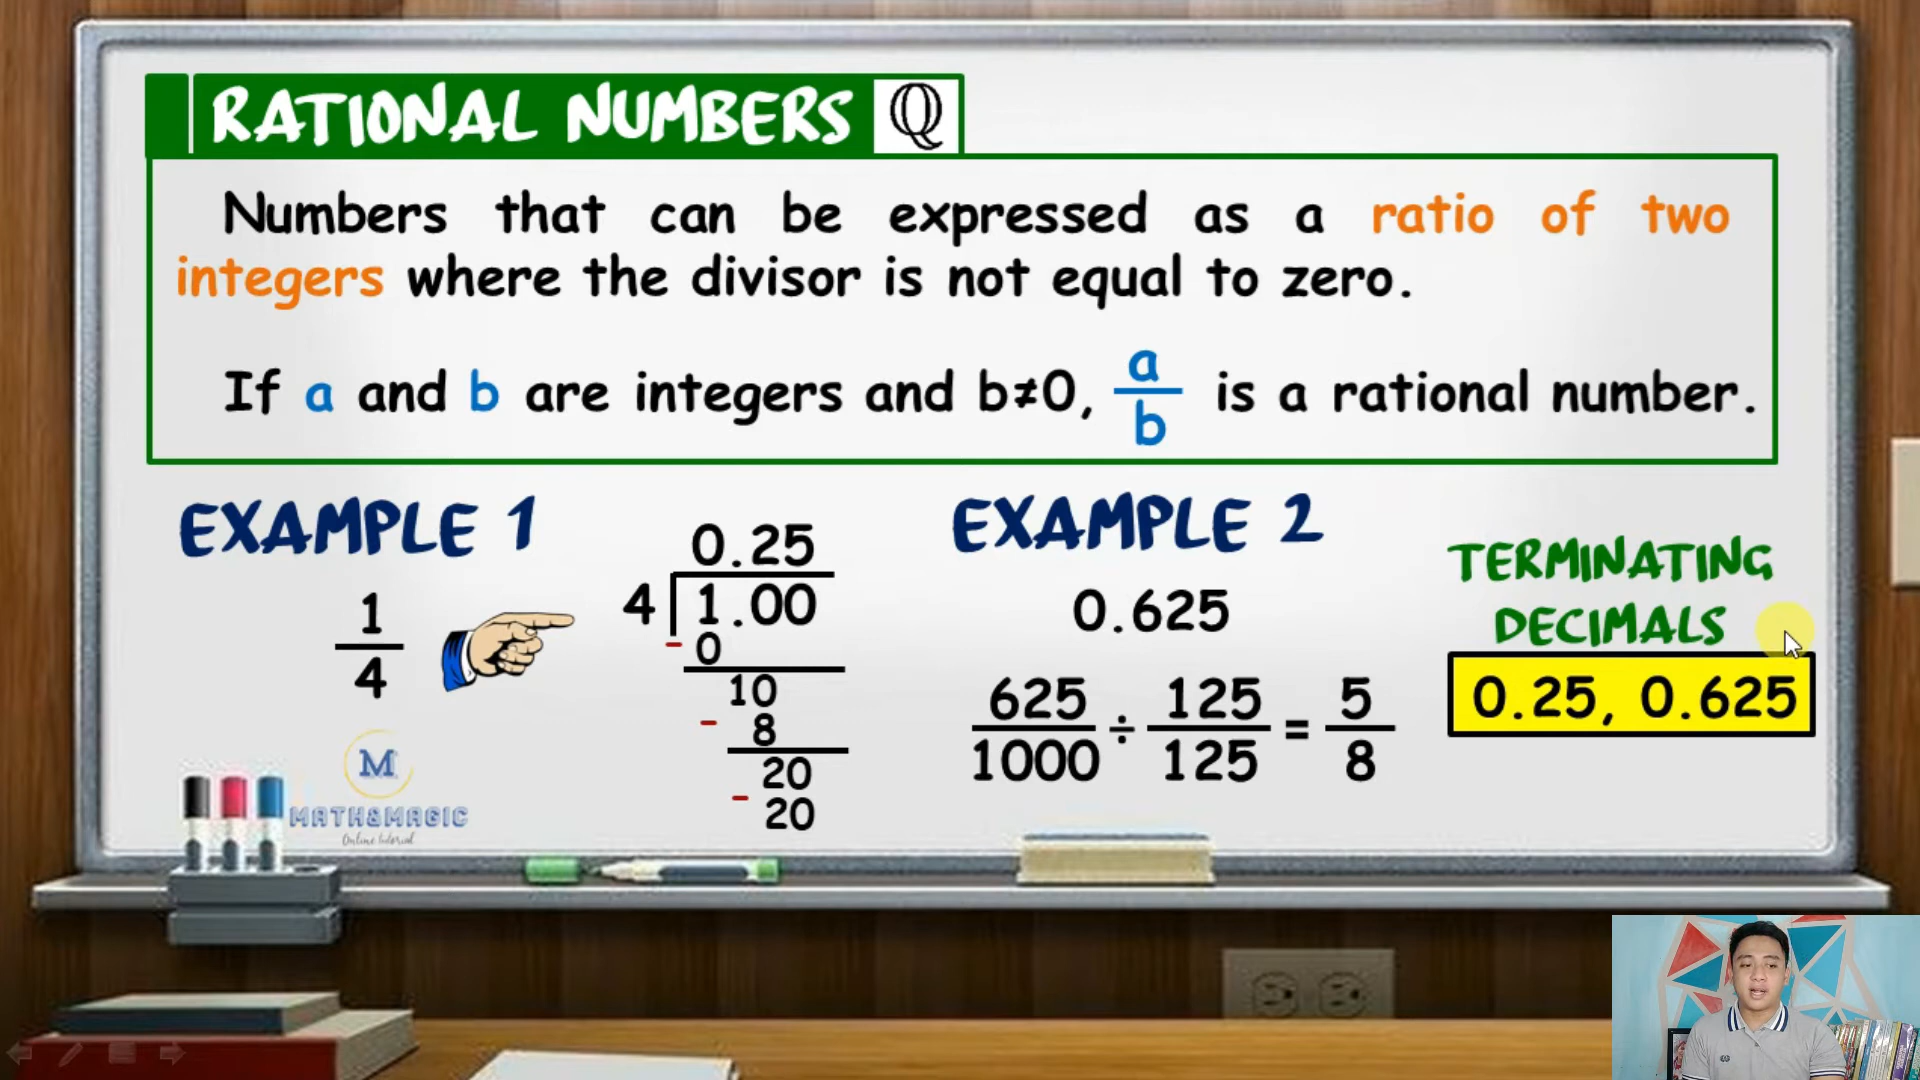 RATIONAL NUMBERS ℚ
Numbers that can be expressed as a ratio of two
integers where the divisor is not equal to zero.
If a and b are integers and b≠0, a/b is a rational number.
EXAMPLE 1
1/4
0.25
4 1.00
- 0
10
- 8
20
- 20
EXAMPLE 2
0.625
625/1000 ÷ 125/125 = 5/8
TERMINATING
DECIMALS
0.25, 0.625
M
MATH&MAGIC
Online Tutorial